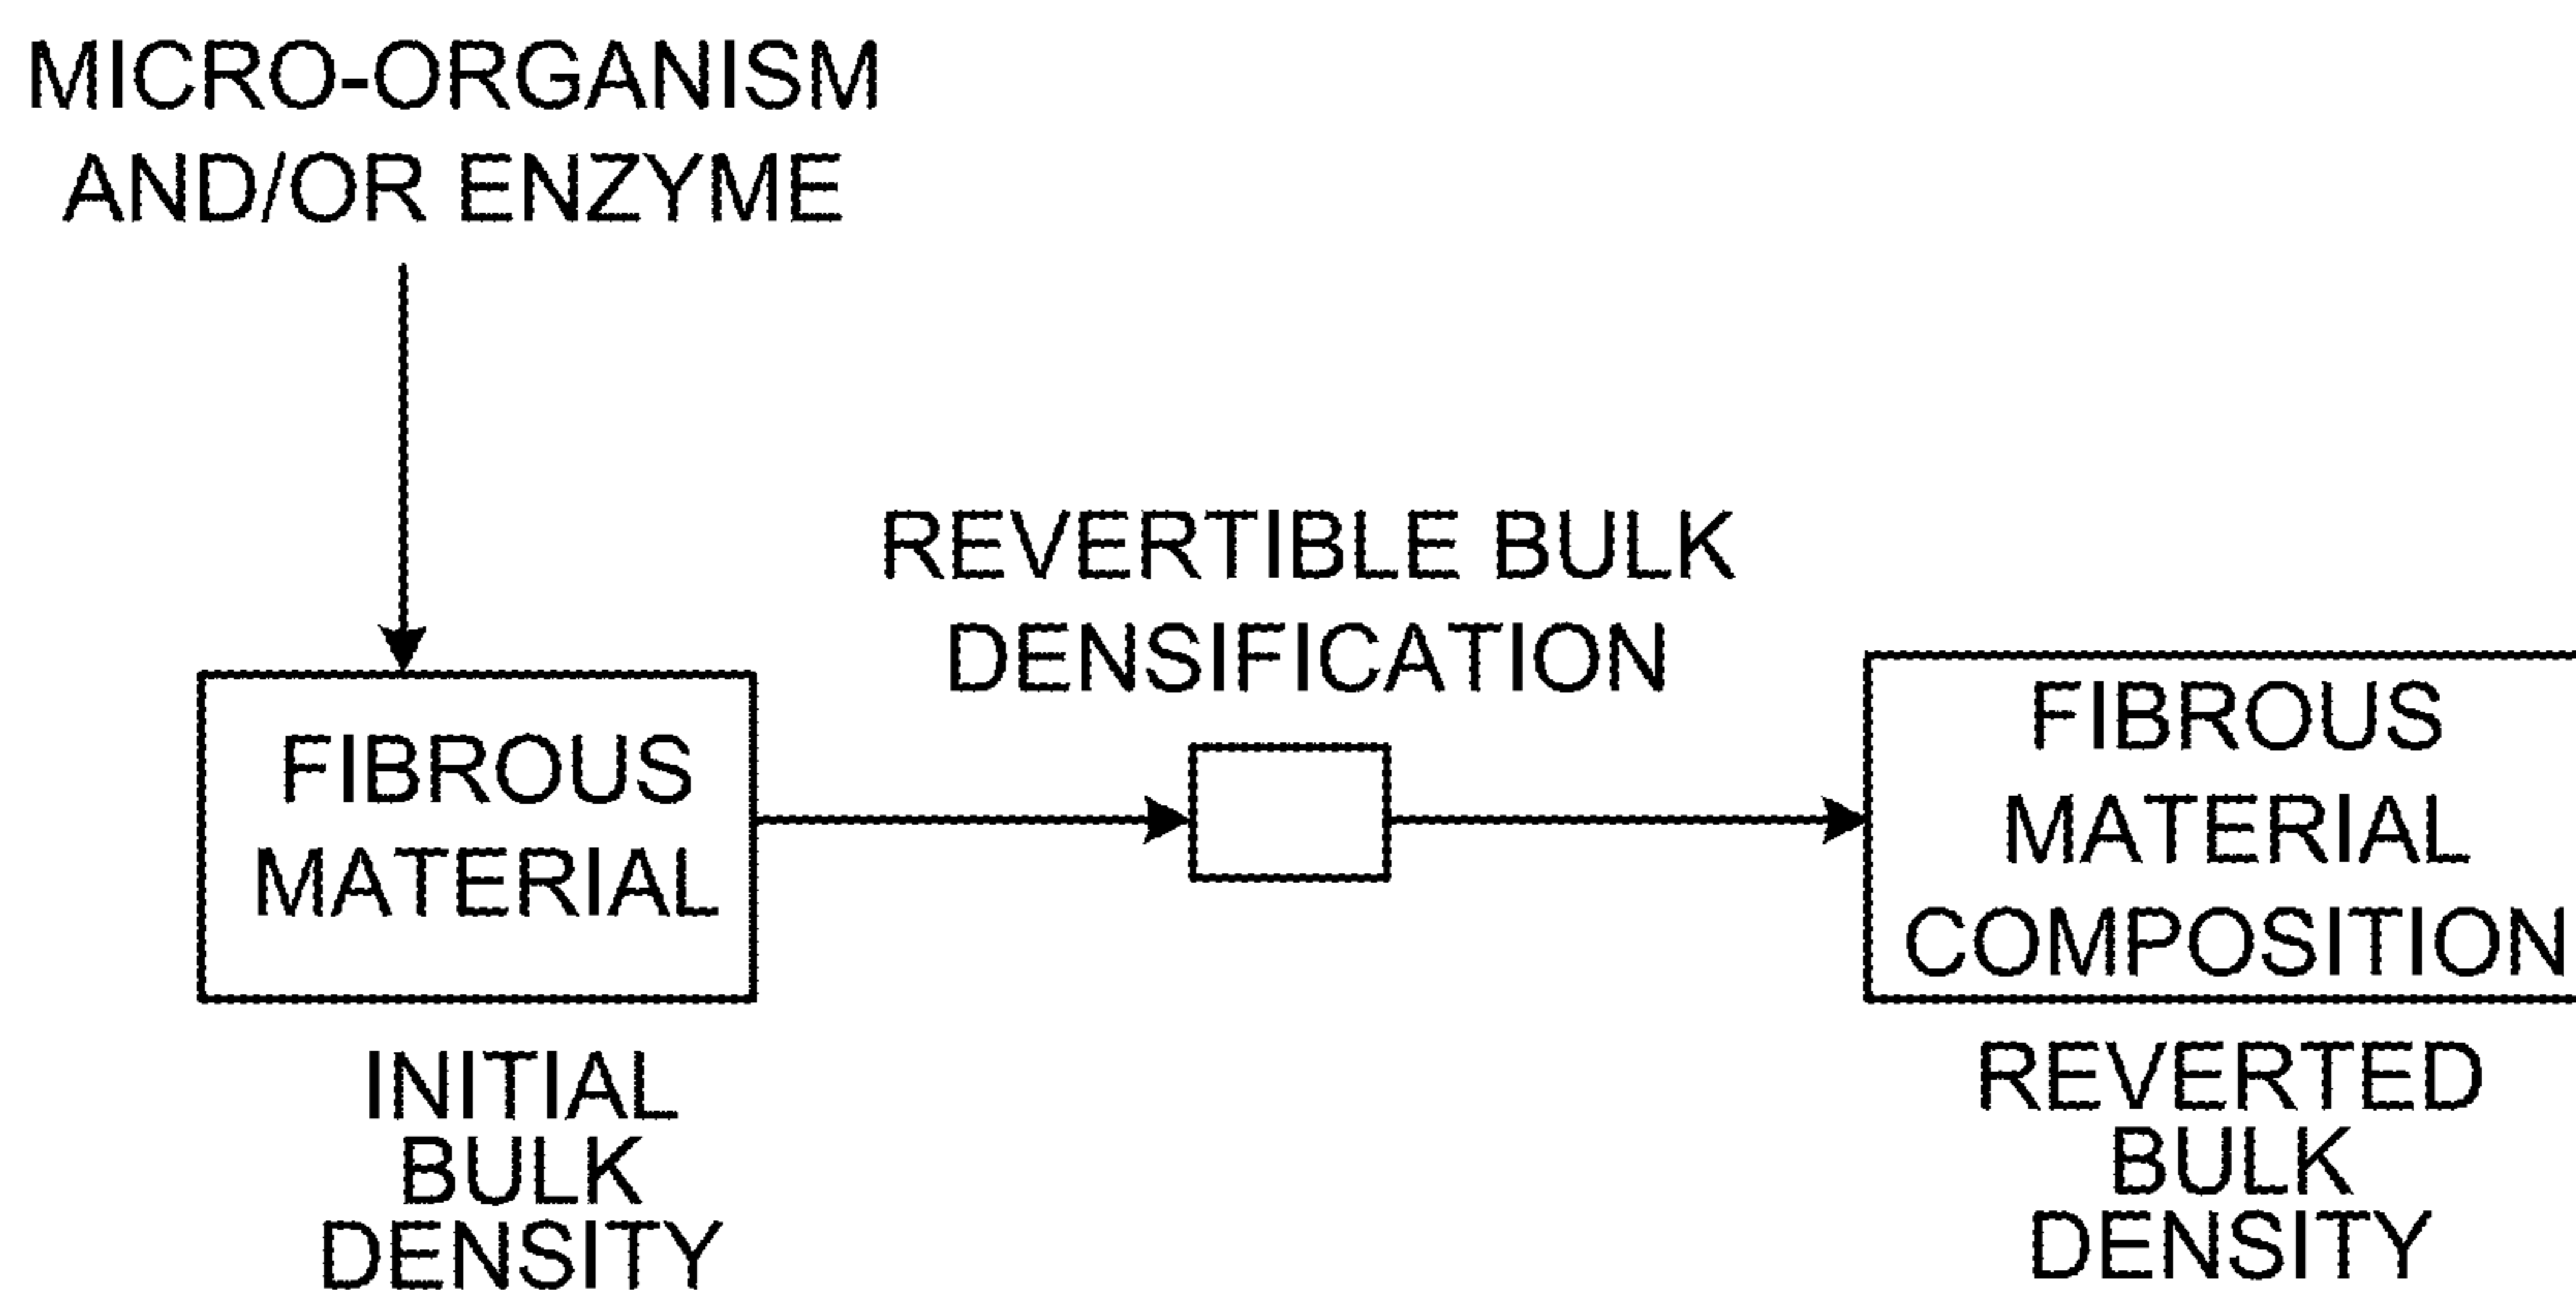 MICRO-ORGANISM
AND/OR ENZYME
REVERTIBLE BULK
DENSIFICATION
FIBROUS
MATERIAL
INITIAL
BULK
DENSITY
FIBROUS
MATERIAL
COMPOSITION
REVERTED
BULK
DENSITY